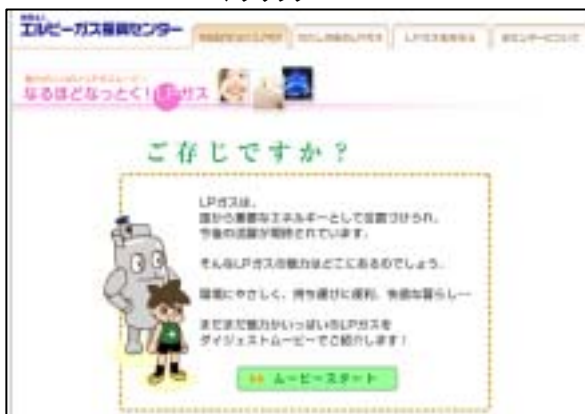 エルピーガス振興センター
LPガスを知る
なるほどなっとく！LPガス
ご存じですか？
LPガスは、
国から重要なエネルギーとして位置づけられ、
今後の活躍が期待されています。
そんなLPガスの魅力はどこにあるのでしょう。
環境にやさしく、持ち運びに便利、快適な暮らし…
まだまだ魅力がいっぱいのLPガスを
ダイジェストムービーでご紹介します！
ムービースタート